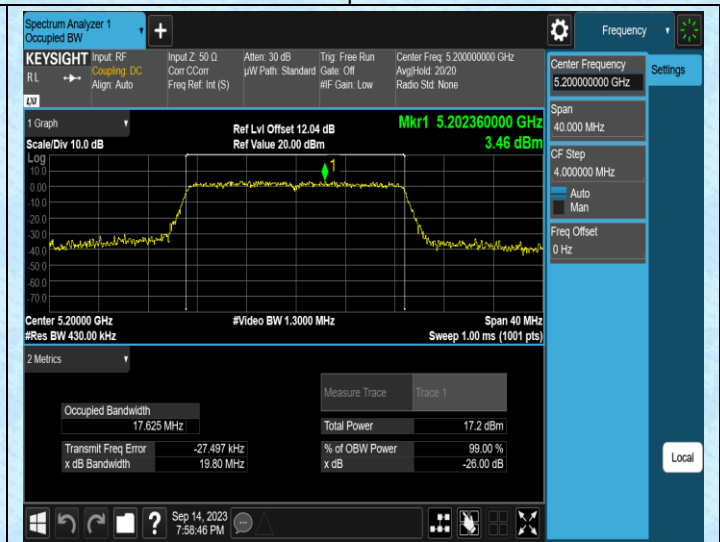 Spectrum Analyzer 1
Occupied BW
Frequency
KEYSIGHT
R L
LXI
Input: RF
Coupling: DC
Align: Auto
Input Z: 50 Ω
Corr CCorr
Freq Ref: Int (S)
Atten: 30 dB
µW Path: Standard
Trig: Free Run
Gate: Off
#IF Gain: Low
Center Freq: 5.200000000 GHz
Avg|Hold: 20/20
Radio Std: None
1 Graph
Scale/Div 10.0 dB
Ref Lvl Offset 12.04 dB
Ref Value 20.00 dBm
Mkr1 5.202360000 GHz
3.46 dBm
Log
10.0
0.00
-10.0
-20.0
-30.0
-40.0
-50.0
-60.0
-70.0
1
Center 5.20000 GHz
#Res BW 430.00 kHz
#Video BW 1.3000 MHz
Span 40 MHz
Sweep 1.00 ms (1001 pts)
2 Metrics
Measure Trace Trace 1
Occupied Bandwidth
17.625 MHz
Total Power 17.2 dBm
Transmit Freq Error -27.497 kHz
% of OBW Power 99.00 %
x dB Bandwidth 19.80 MHz
x dB -26.00 dB
Center Frequency
5.200000000 GHz
Settings
Span
40.000 MHz
CF Step
4.000000 MHz
Auto
Man
Freq Offset
0 Hz
Local
?
Sep 14, 2023
7:58:46 PM